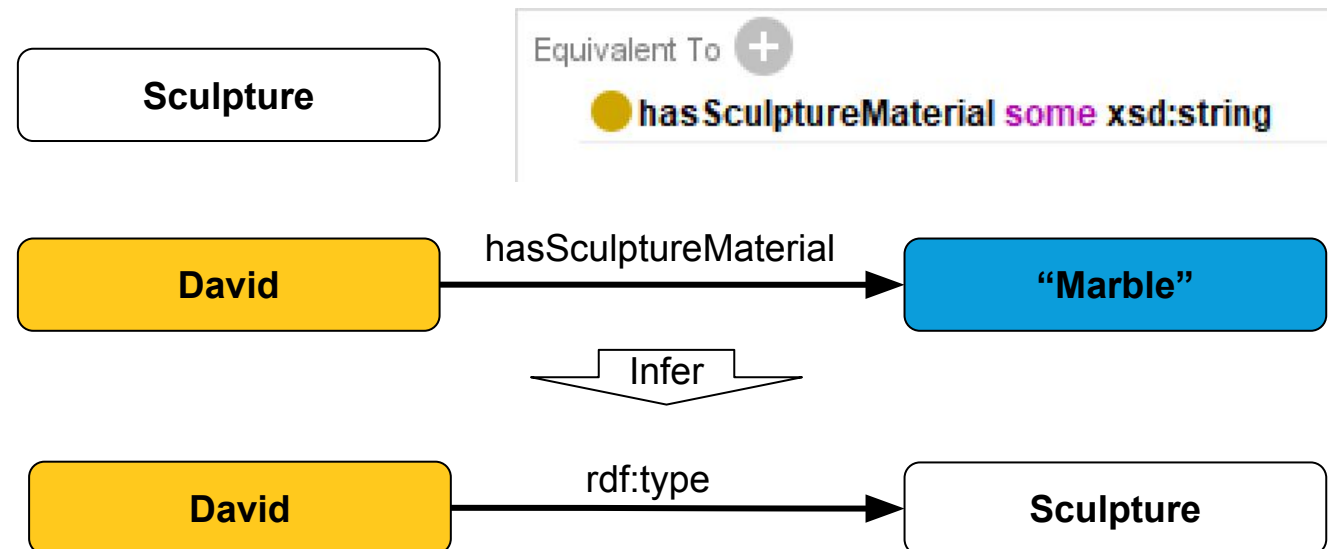 Sculpture
Equivalent To
hasSculptureMaterial some xsd:string
David
hasSculptureMaterial
“Marble”
Infer
David
rdf:type
Sculpture